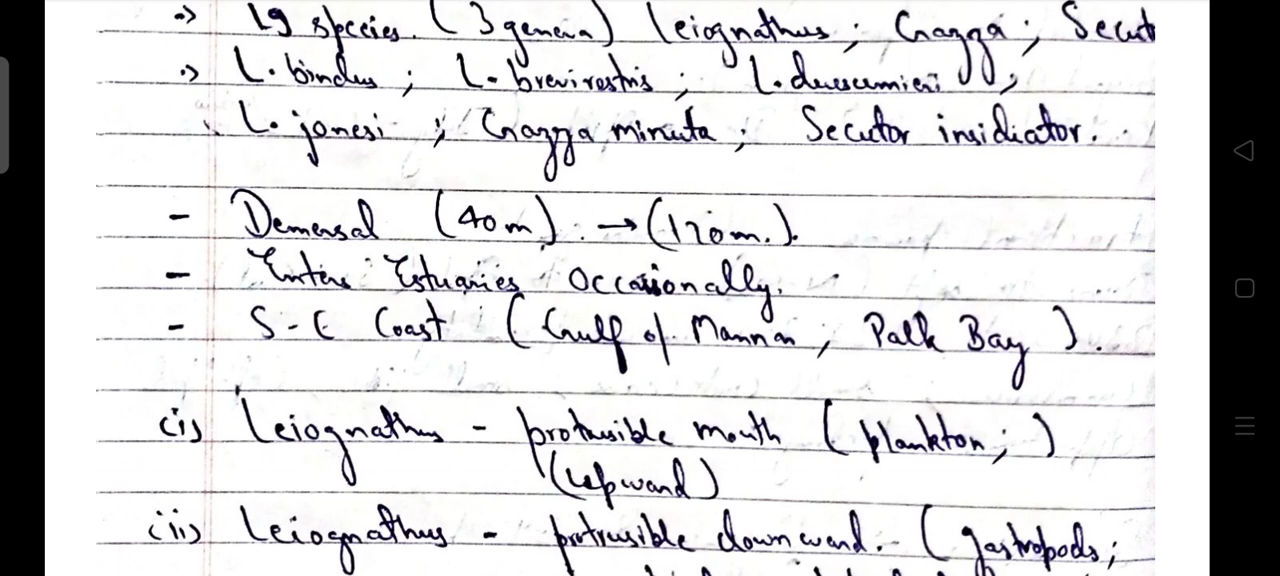 -> 19 species. ( 3 genera) Leiognathus ; Gazza ; Secut
-> L. bindus ; L. brevirostris ; L. dussumieri ;
L. jonesi ; Gazza minuta ; Secutor insidiator.
- Demersal (40m). → (120m.).
- Enters Estuaries Occasionally.
- S-E Coast ( Gulf of Mannar, Palk Bay ).
(i) Leiognathus - protrusible mouth ( plankton; )
(upward)
(ii) Leiognathus - protrusible downward. ( gastropods;